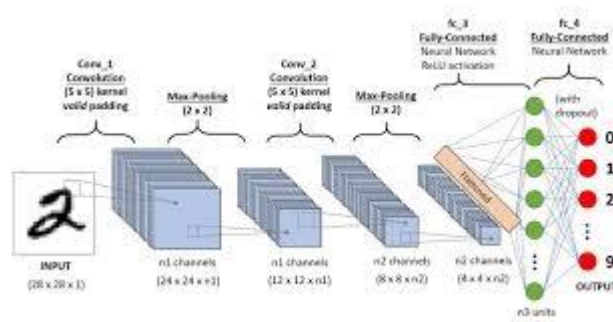 fc_3
Fully-Connected
Neural Network
ReLU activation
fc_4
Fully-Connected
Neural Network
Conv_1
Convolution
(5 x 5) kernel
valid padding
Max-Pooling
(2 x 2)
Conv_2
Convolution
(5 x 5) kernel
valid padding
Max-Pooling
(2 x 2)
(with
dropout)
Flattened
2
0
1
2
9
INPUT
(28 x 28 x 1)
n1 channels
(24 x 24 x n1)
n1 channels
(12 x 12 x n1)
n2 channels
(8 x 8 x n2)
n2 channels
(4 x 4 x n2)
n3 units
OUTPUT